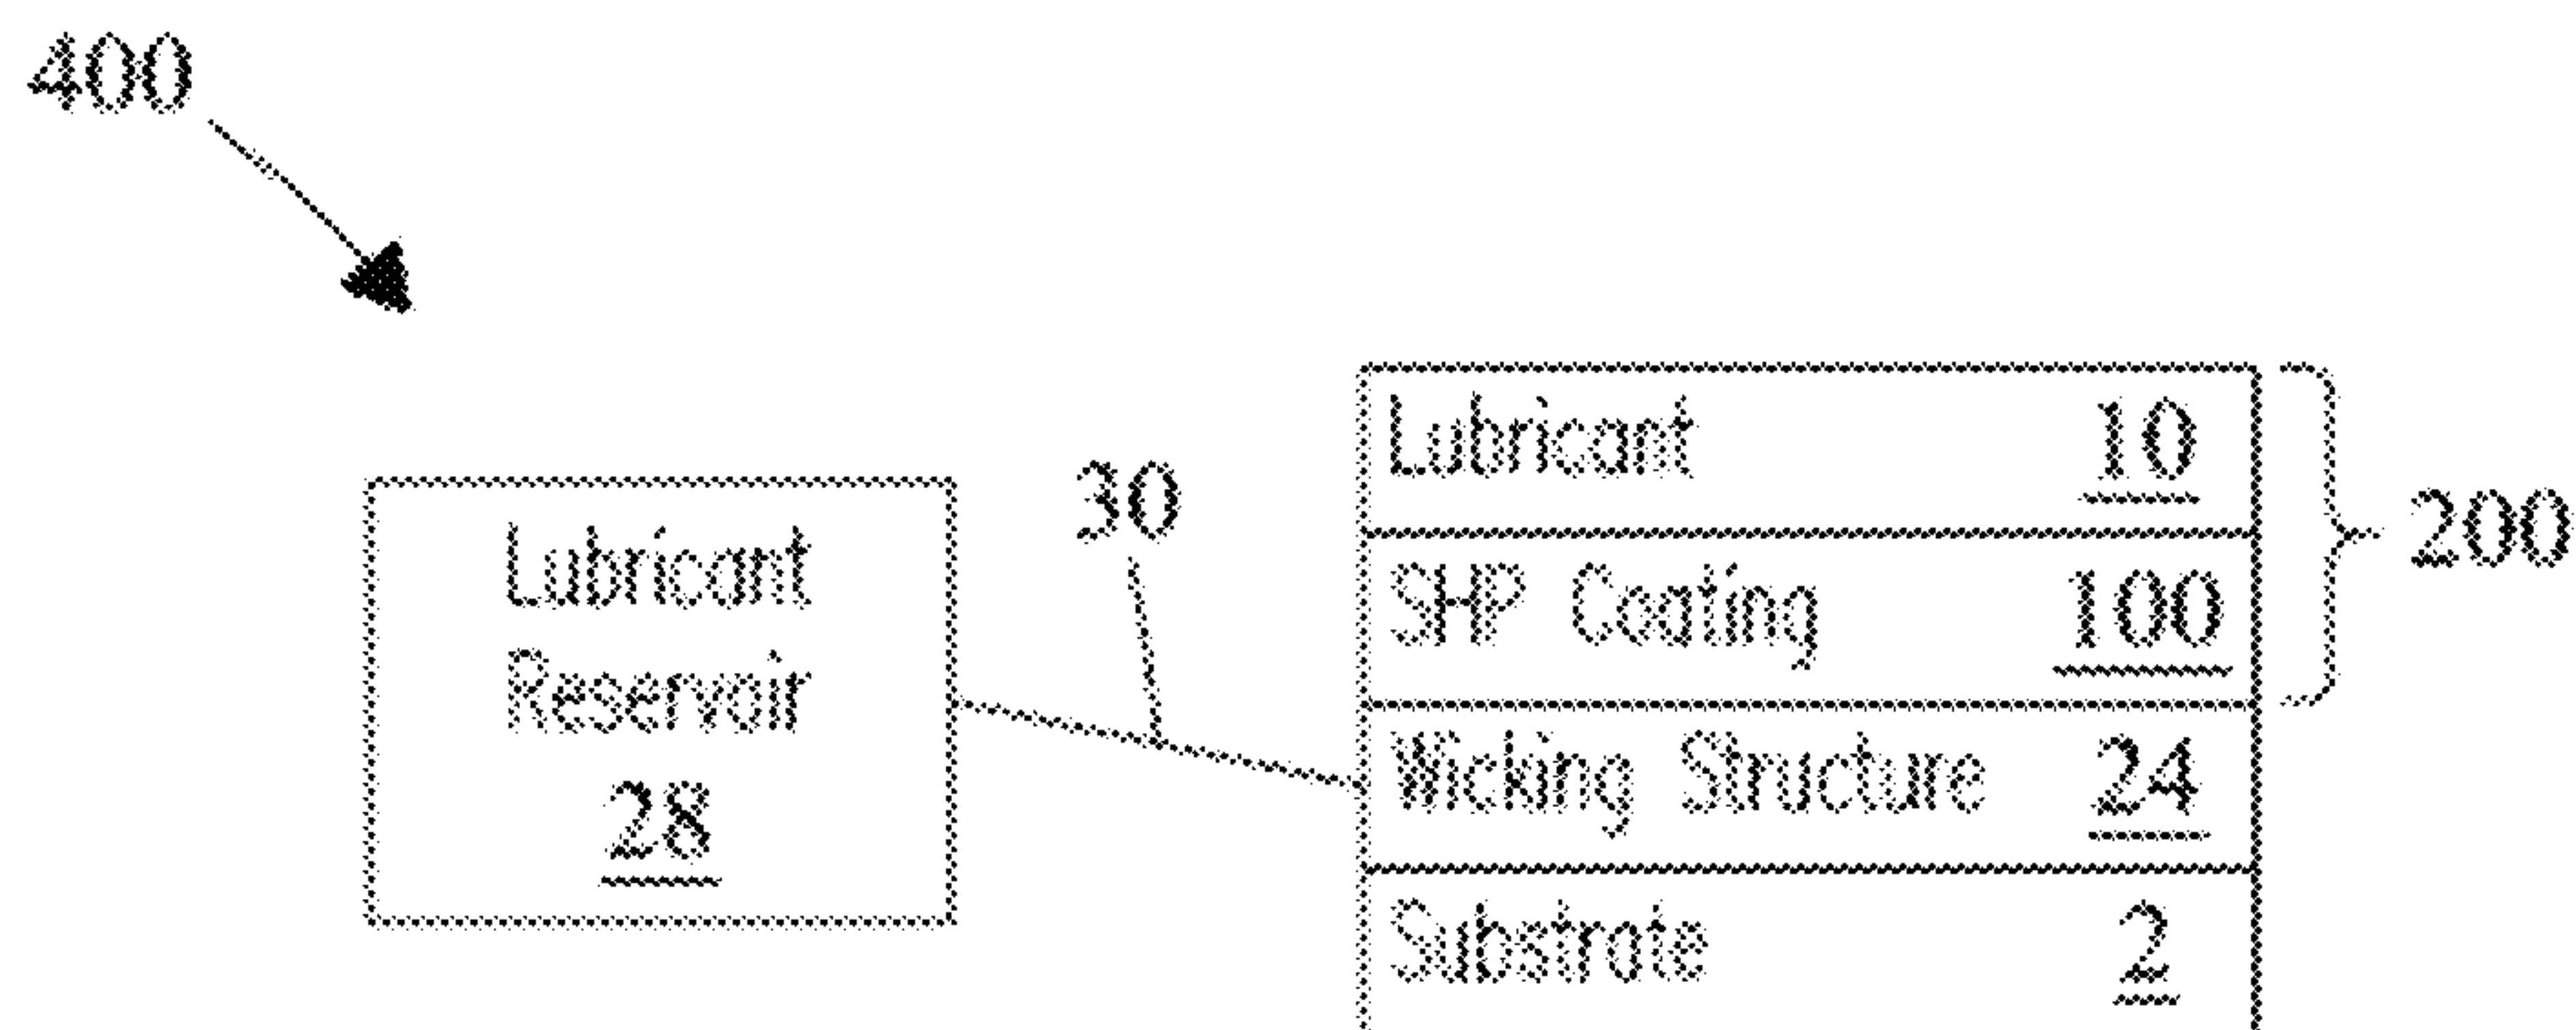 400
Lubricant
Reservoir
28
30
Lubricant 10
SHP Coating 100
Wicking Structure 24
Substrate 2
200